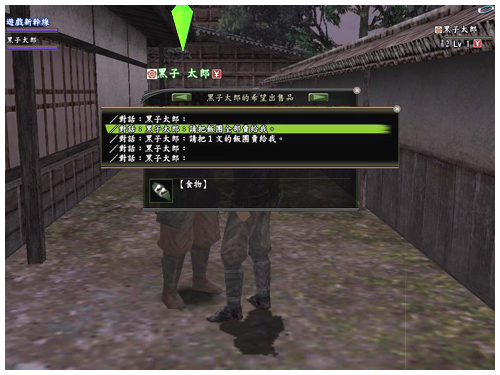 遊戲新幹線
黑子太郎
黑子太郎
12 Lv 1
黑子 太郎
黑子太郎的希望出售品
／對話：黑子太郎：
／對話：黑子太郎：請把飯團全部賣給我。
／對話：黑子太郎：請把１文的飯團賣給我。
／對話：黑子太郎：
／對話：黑子太郎：
【食物】